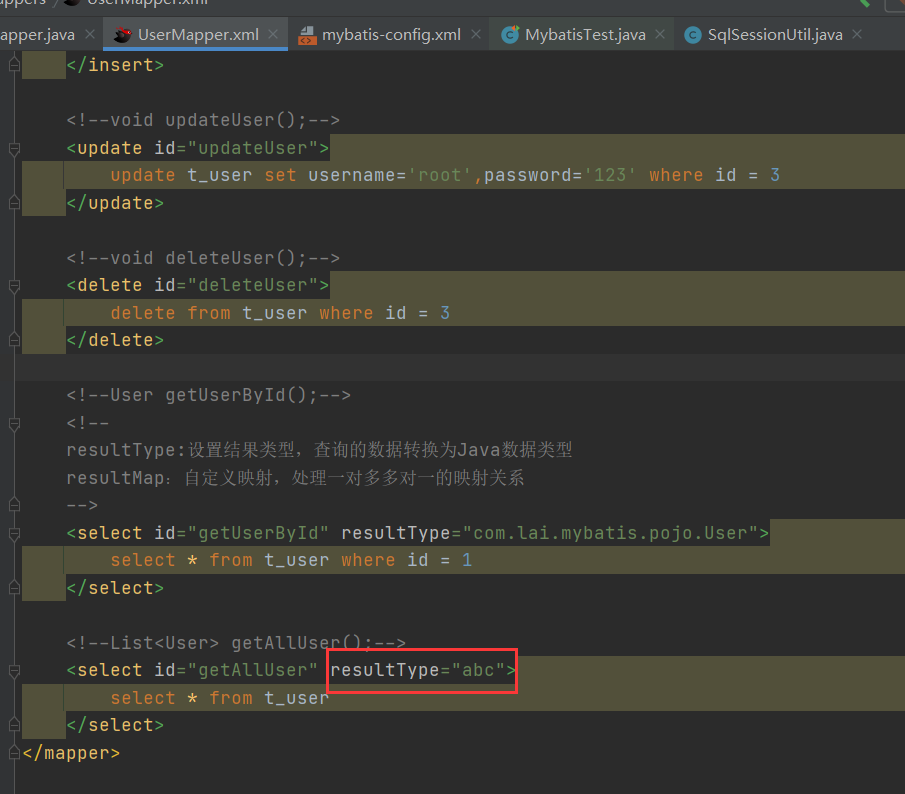 UserMapper.xml
apper.java UserMapper.xml mybatis-config.xml MybatisTest.java SqlSessionUtil.java
</insert>
<!--void updateUser();-->
<update id="updateUser">
update t_user set username='root',password='123' where id = 3
</update>
<!--void deleteUser();-->
<delete id="deleteUser">
delete from t_user where id = 3
</delete>
<!--User getUserById();-->
<!--
resultType:设置结果类型，查询的数据转换为Java数据类型
resultMap：自定义映射，处理一对多多对一的映射关系
-->
<select id="getUserById" resultType="com.lai.mybatis.pojo.User">
select * from t_user where id = 1
</select>
<!--List<User> getAllUser();-->
<select id="getAllUser" resultType="abc">
select * from t_user
</select>
</mapper>